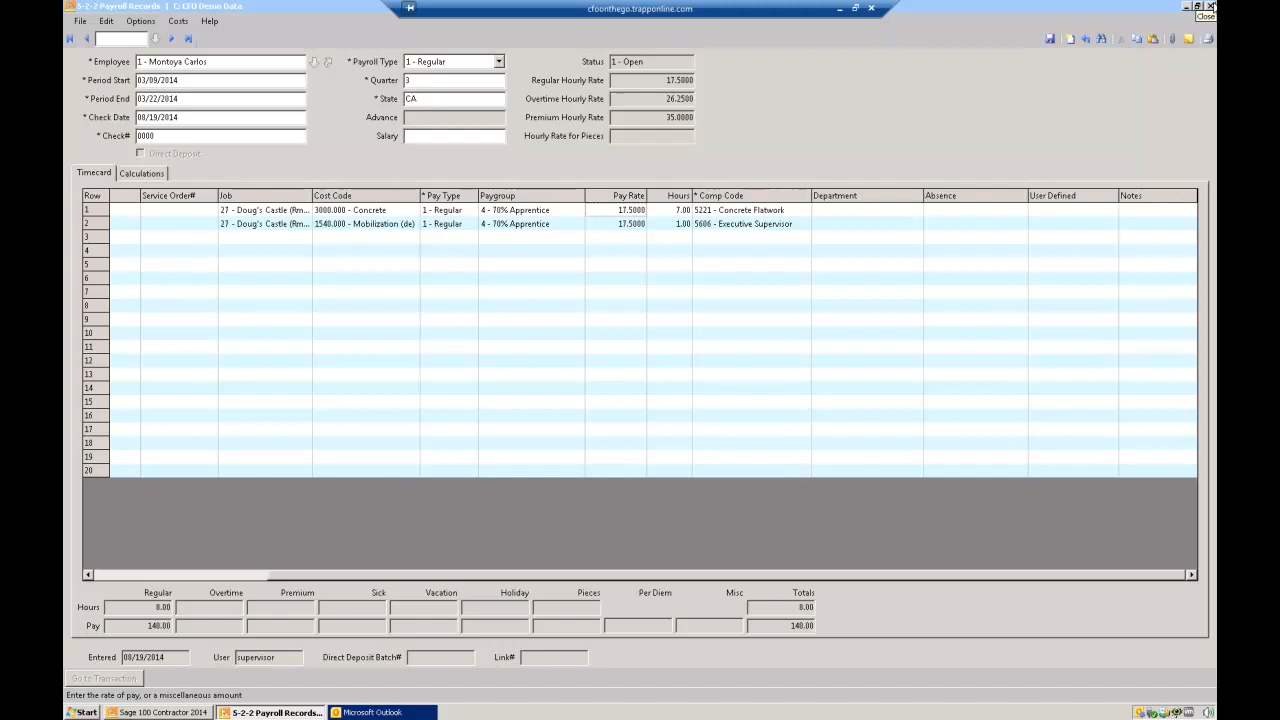 5-2-2 Payroll Records | C: CFU Demo Data
cfoonthego.trapponline.com
Close
File Edit Options Costs Help
* Employee 1 - Montoya Carlos * Payroll Type 1 - Regular Status 1 - Open
* Period Start 03/09/2014 * Quarter 3 Regular Hourly Rate 17.5000
* Period End 03/22/2014 * State CA Overtime Hourly Rate 26.2500
* Check Date 08/19/2014 Advance Premium Hourly Rate 35.0000
* Check# 0000 Salary Hourly Rate for Pieces
Direct Deposit
Timecard Calculations
Row Service Order# Job Cost Code * Pay Type Paygroup Pay Rate Hours * Comp Code Department Absence User Defined Notes
1 27 - Doug's Castle (Rm... 3000.000 - Concrete 1 - Regular 4 - 70% Apprentice 17.5000 7.00 5221 - Concrete Flatwork
2 27 - Doug's Castle (Rm... 1540.000 - Mobilization (de) 1 - Regular 4 - 70% Apprentice 17.5000 1.00 5606 - Executive Supervisor
3
4
5
6
7
8
9
10
11
12
13
14
15
16
17
18
19
20
Regular Overtime Premium Sick Vacation Holiday Pieces Per Diem Misc Totals
Hours 8.00 8.00
Pay 140.00 140.00
Entered 08/19/2014 User supervisor Direct Deposit Batch# Link#
Go to Transaction
Enter the rate of pay, or a miscellaneous amount
Start Sage 100 Contractor 2014 5-2-2 Payroll Records... Microsoft Outlook